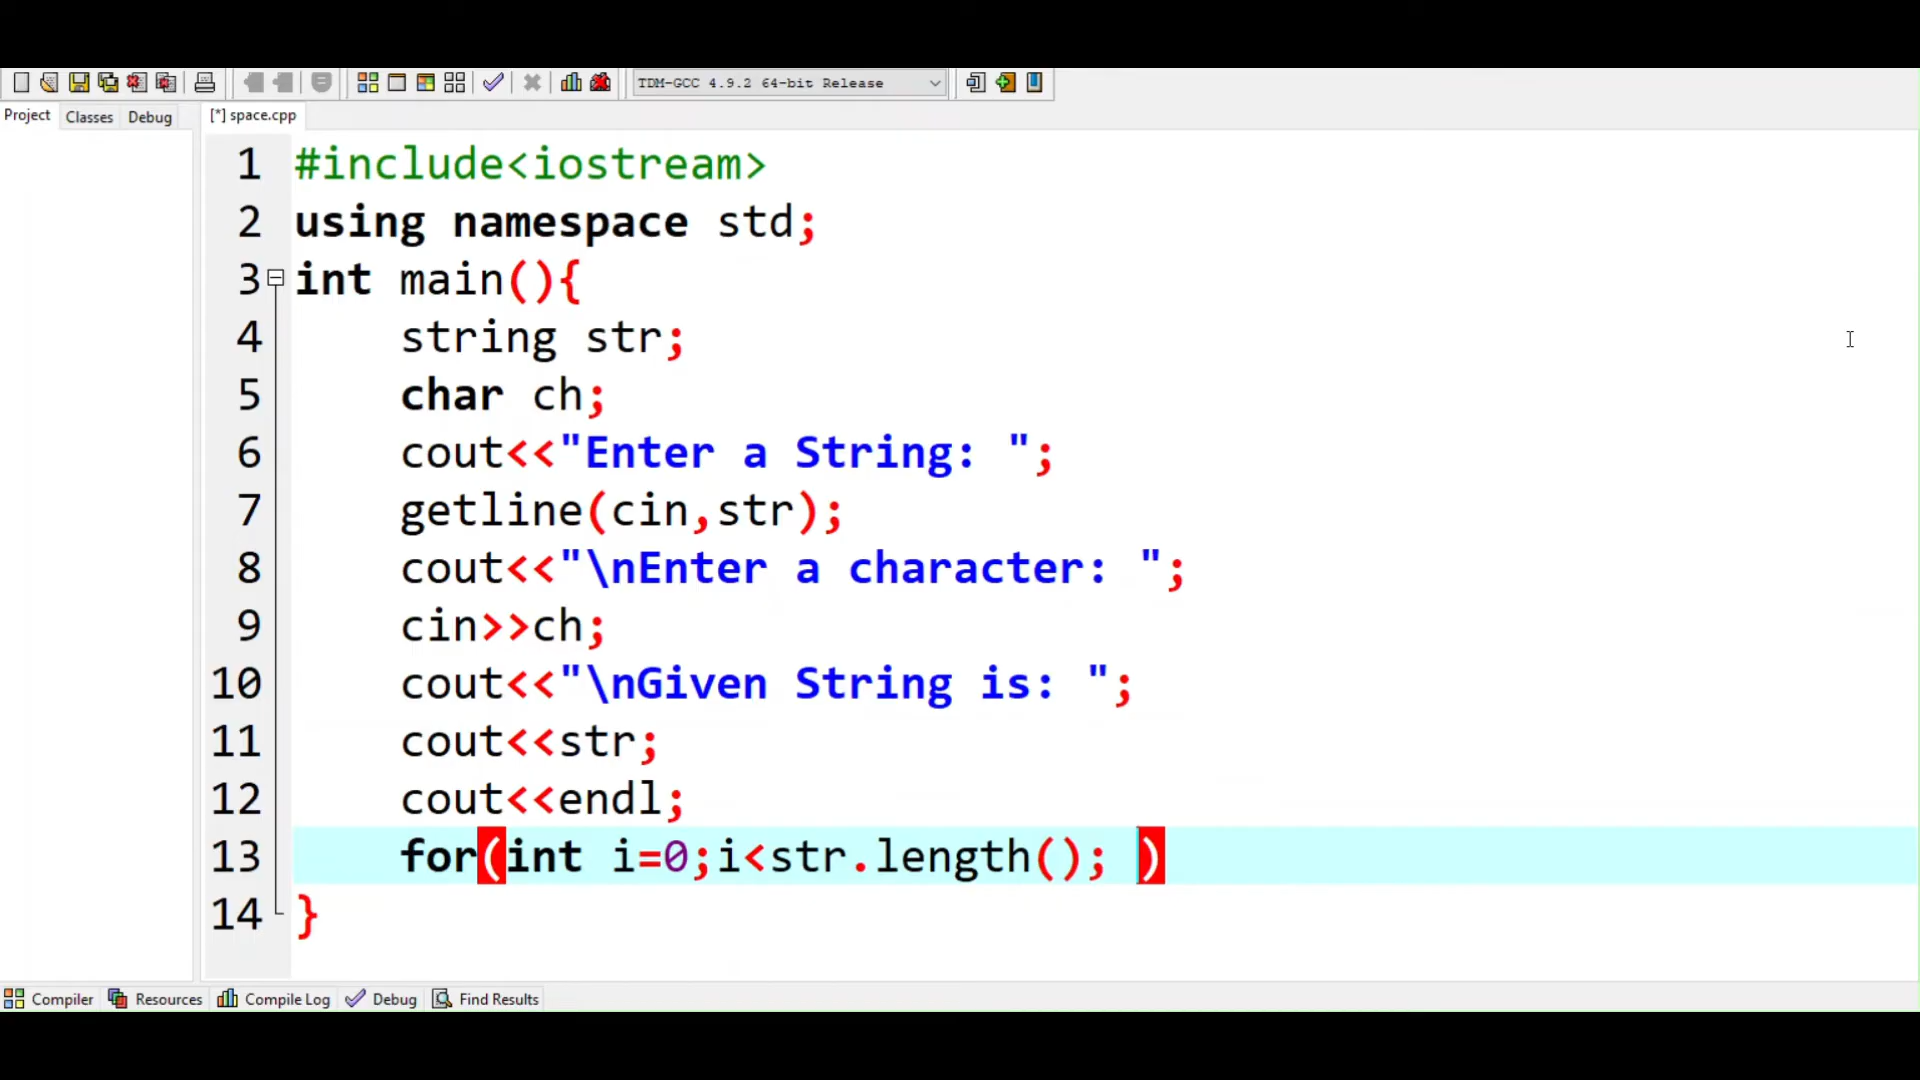 TDM-GCC 4.9.2 64-bit Release
Project Classes Debug [*] space.cpp
1 #include<iostream>
2 using namespace std;
3 int main(){
4 string str;
5 char ch;
6 cout<<"Enter a String: ";
7 getline(cin,str);
8 cout<<"\nEnter a character: ";
9 cin>>ch;
10 cout<<"\nGiven String is: ";
11 cout<<str;
12 cout<<endl;
13 for(int i=0;i<str.length(); )
14 }
Compiler Resources Compile Log Debug Find Results